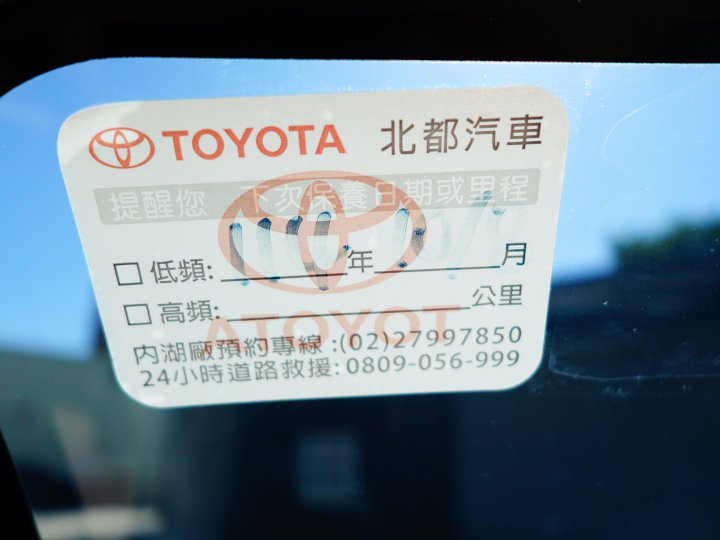 TOYOTA 北都汽車
提醒您 下次保養日期或里程
低頻: 年 月
高頻: 公里
內湖廠預約專線:(02)27997850
24小時道路救援: 0809-056-999